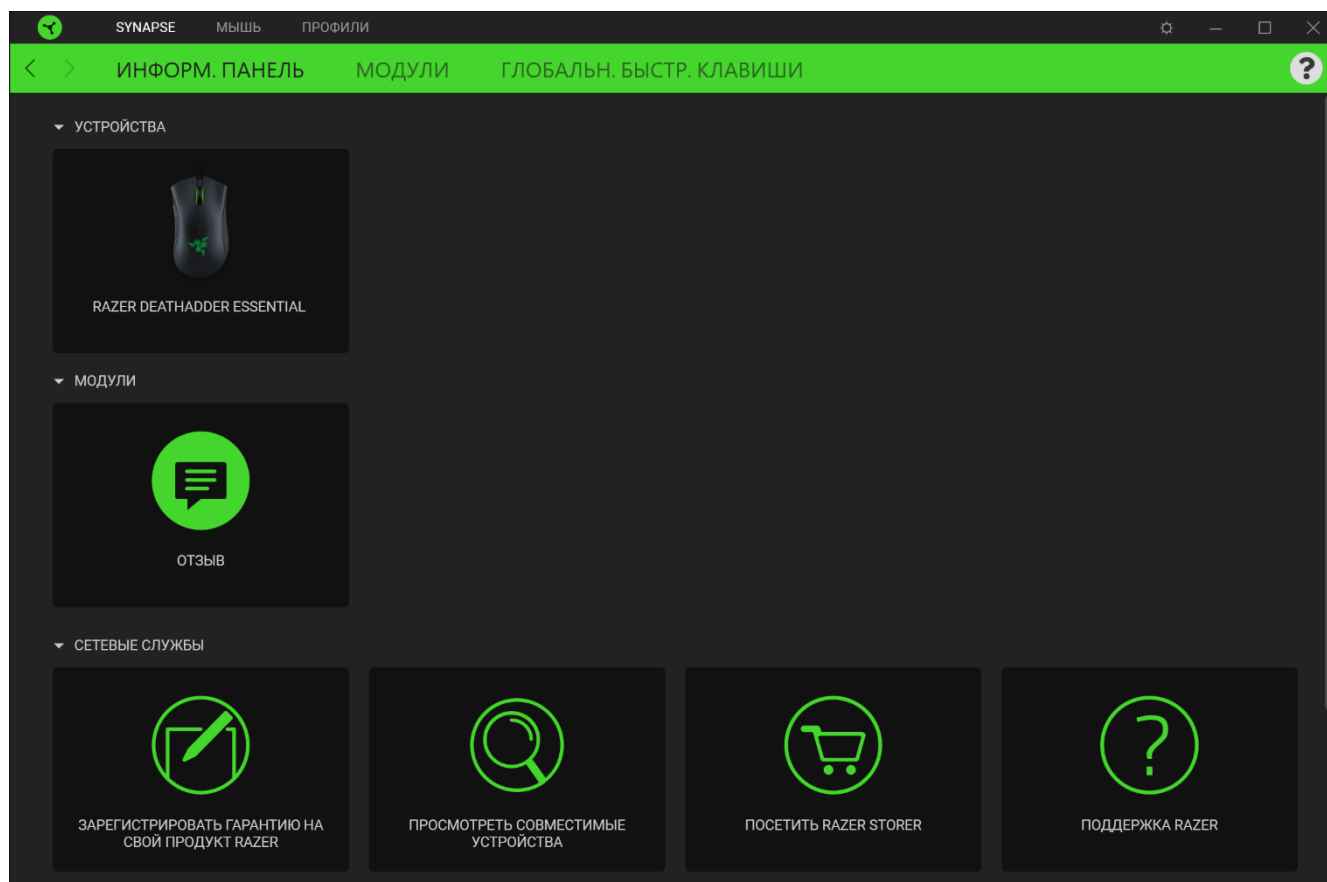 SYNAPSE МЫШЬ ПРОФИЛИ
ИНФОРМ. ПАНЕЛЬ МОДУЛИ ГЛОБАЛЬН. БЫСТР. КЛАВИШИ ?
УСТРОЙСТВА
RAZER DEATHADDER ESSENTIAL
МОДУЛИ
ОТЗЫВ
СЕТЕВЫЕ СЛУЖБЫ
ЗАРЕГИСТРИРОВАТЬ ГАРАНТИЮ НА
СВОЙ ПРОДУКТ RAZER
ПРОСМОТРЕТЬ СОВМЕСТИМЫЕ
УСТРОЙСТВА
ПОСЕТИТЬ RAZER STORER
?
ПОДДЕРЖКА RAZER